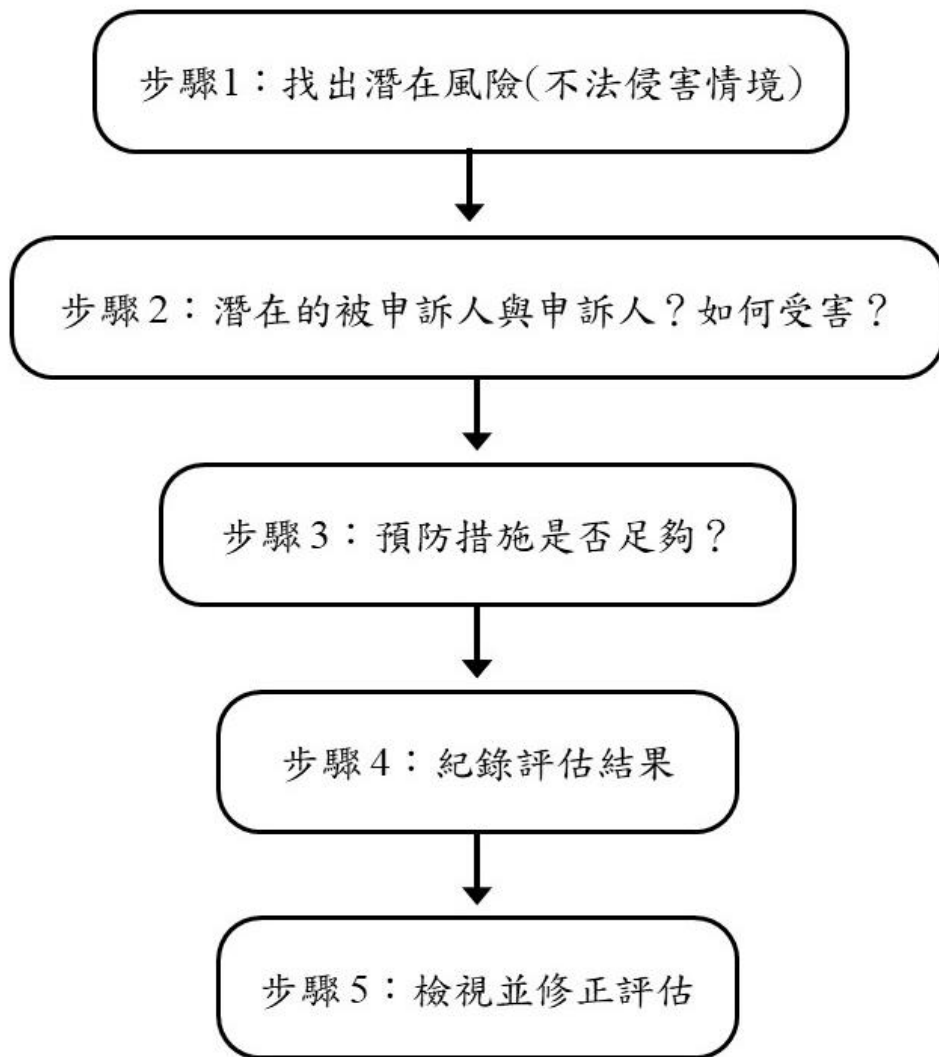 步驟1：找出潛在風險(不法侵害情境)
步驟2：潛在的被申訴人與申訴人？如何受害？
步驟3：預防措施是否足夠？
步驟4：紀錄評估結果
步驟5：檢視並修正評估